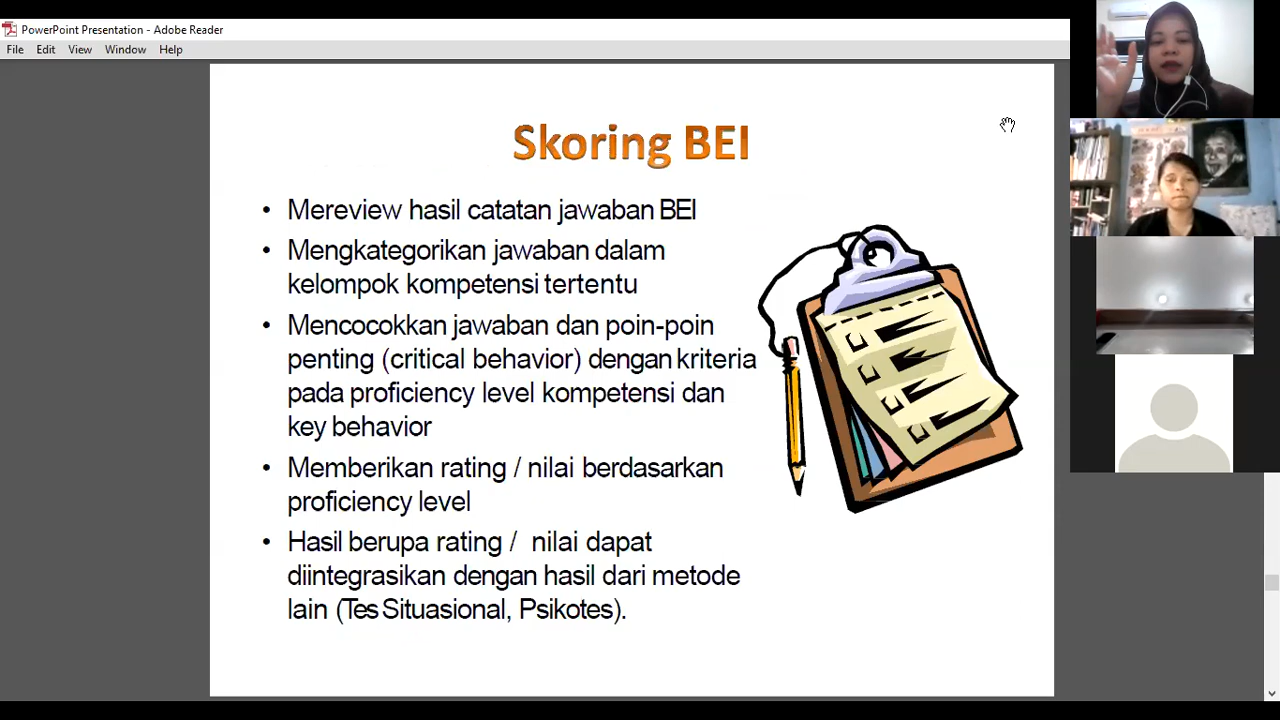 PowerPoint Presentation - Adobe Reader
File Edit View Window Help
Skoring BEI
• Mereview hasil catatan jawaban BEI
• Mengkategorikan jawaban dalam
kelompok kompetensi tertentu
• Mencocokkan jawaban dan poin-poin
penting (critical behavior) dengan kriteria
pada proficiency level kompetensi dan
key behavior
• Memberikan rating / nilai berdasarkan
proficiency level
• Hasil berupa rating / nilai dapat
diintegrasikan dengan hasil dari metode
lain (Tes Situasional, Psikotes).